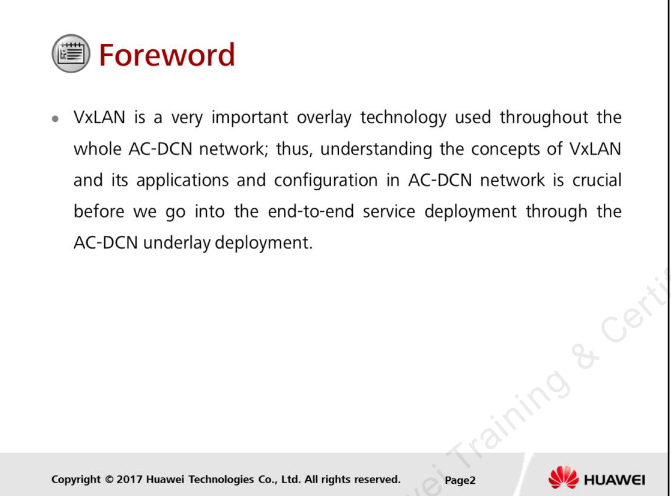 Foreword
• VxLAN is a very important overlay technology used throughout the
whole AC-DCN network; thus, understanding the concepts of VxLAN
and its applications and configuration in AC-DCN network is crucial
before we go into the end-to-end service deployment through the
AC-DCN underlay deployment.
Training & Certi
Copyright © 2017 Huawei Technologies Co., Ltd. All rights reserved.
Page2
HUAWEI